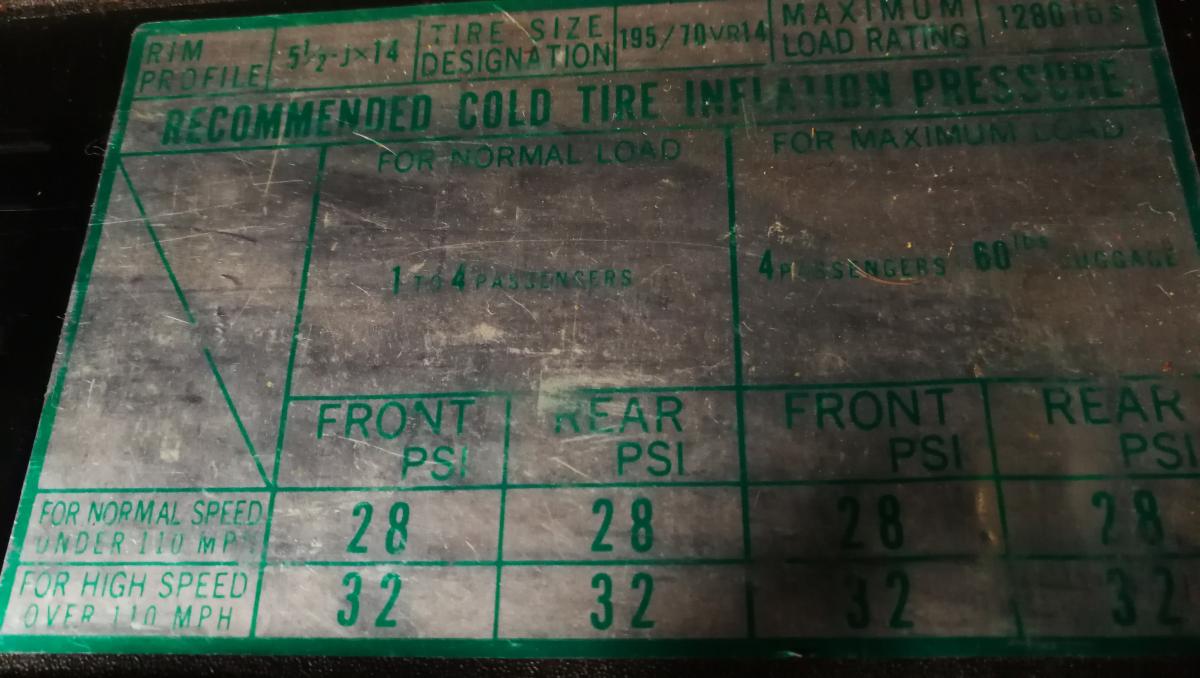 RIM PROFILE 5½-J×14 TIRE SIZE DESIGNATION 195/70VR14 MAXIMUM LOAD RATING 1280 lbs
RECOMMENDED COLD TIRE INFLATION PRESSURE
FOR NORMAL LOAD FOR MAXIMUM LOAD
1 TO 4 PASSENGERS 4 PASSENGERS 60 lbs LUGGAGE
FRONT PSI REAR PSI FRONT PSI REAR PSI
FOR NORMAL SPEED UNDER 110 MPH 28 28 28 28
FOR HIGH SPEED OVER 110 MPH 32 32 32 32